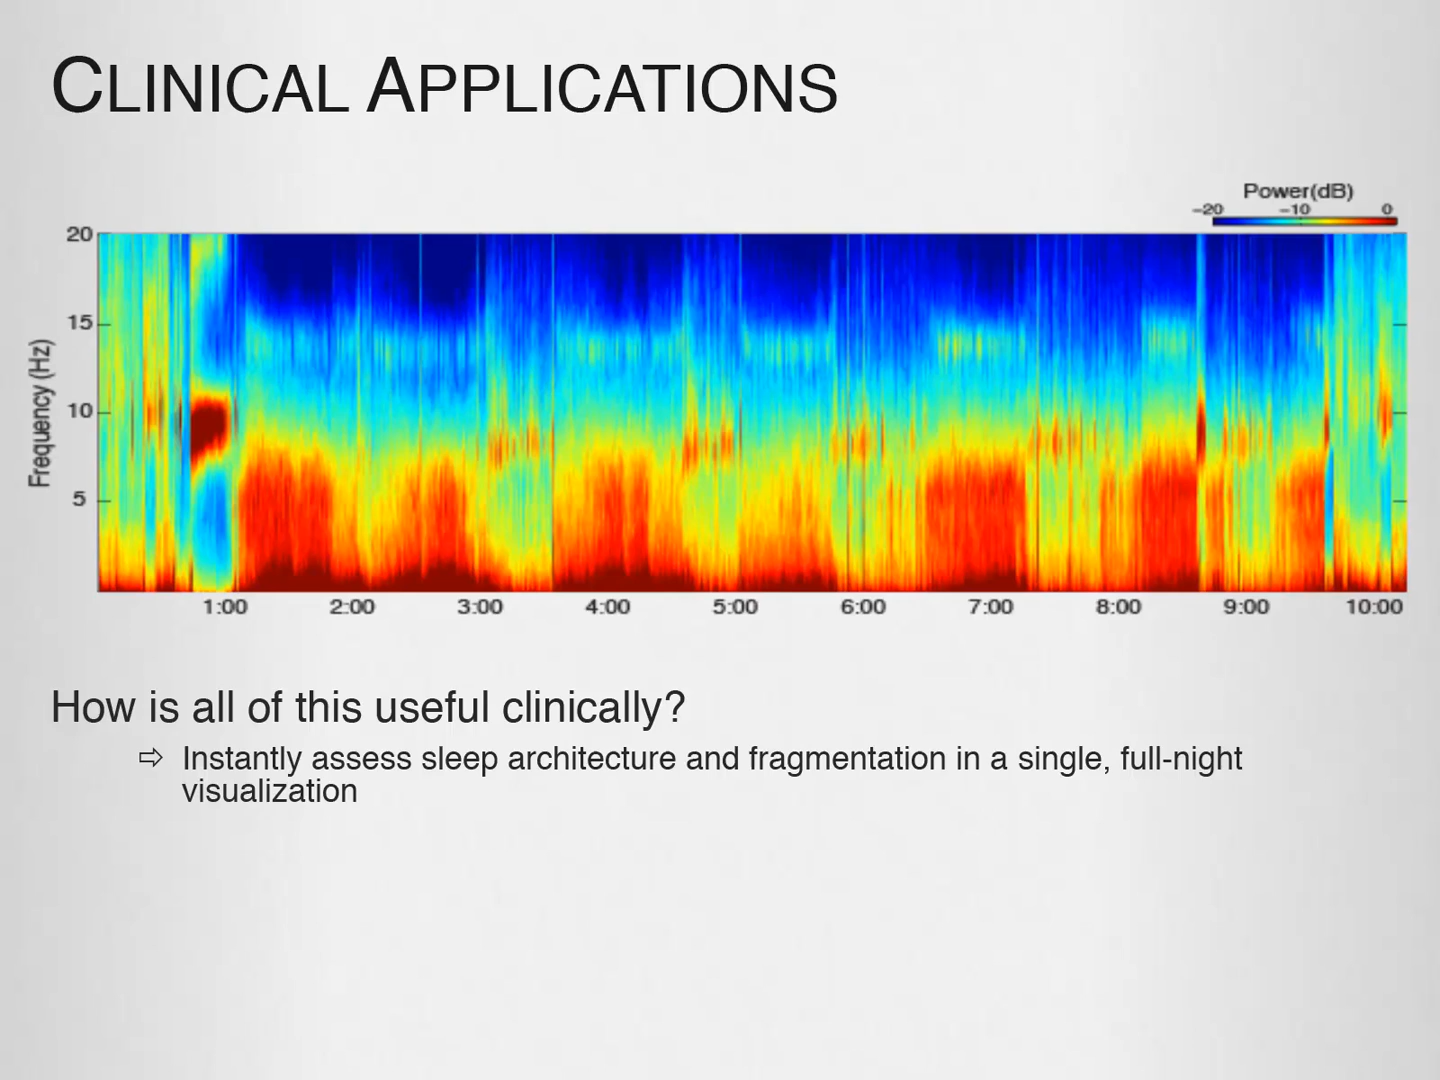 CLINICAL APPLICATIONS
Power(dB)
-20 -10 0
20
15
10
5
Frequency (Hz)
1:00 2:00 3:00 4:00 5:00 6:00 7:00 8:00 9:00 10:00
How is all of this useful clinically?
⇨ Instantly assess sleep architecture and fragmentation in a single, full-night
visualization